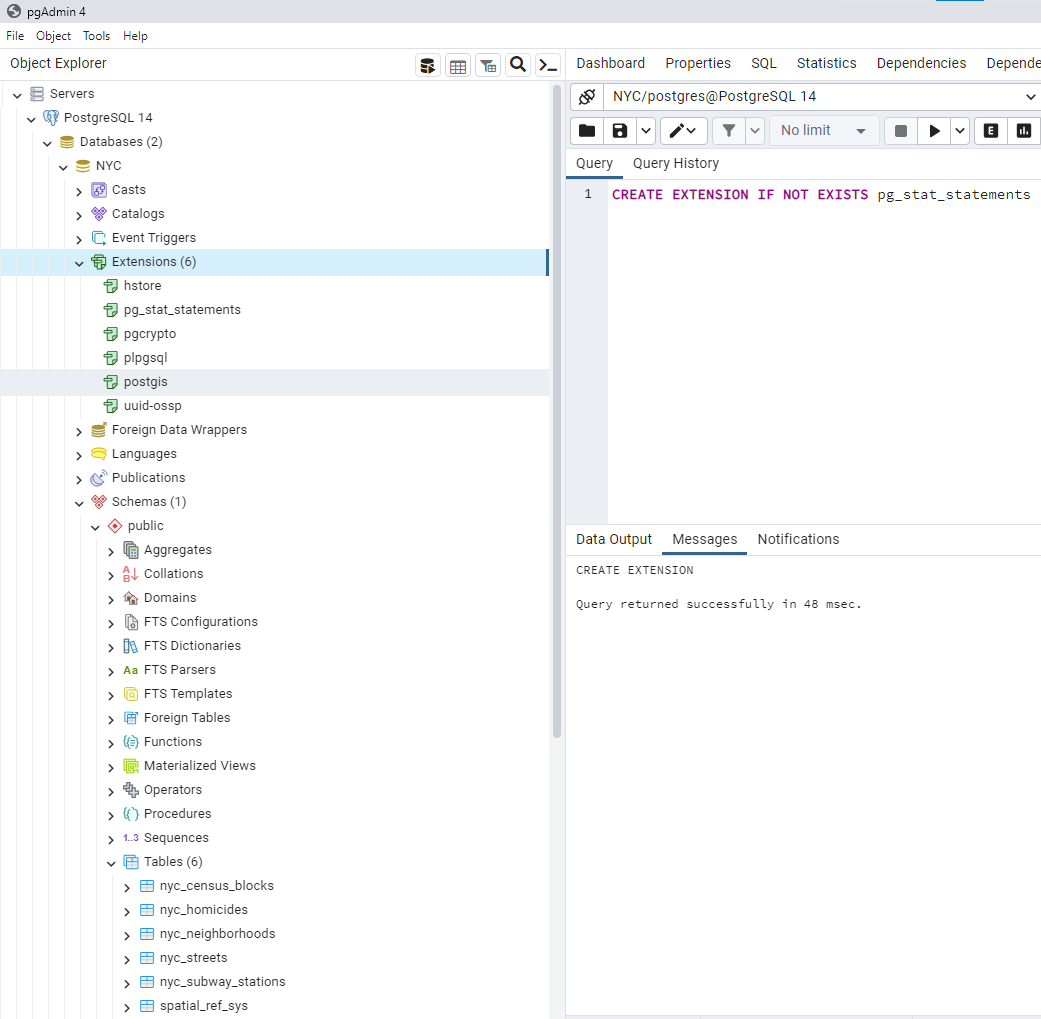 pgAdmin 4
File Object Tools Help
Object Explorer
Servers
PostgreSQL 14
Databases (2)
NYC
Casts
Catalogs
Event Triggers
Extensions (6)
hstore
pg_stat_statements
pgcrypto
plpgsql
postgis
uuid-ossp
Foreign Data Wrappers
Languages
Publications
Schemas (1)
public
Aggregates
Collations
Domains
FTS Configurations
FTS Dictionaries
Aa FTS Parsers
FTS Templates
Foreign Tables
Functions
Materialized Views
Operators
Procedures
1..3 Sequences
Tables (6)
nyc_census_blocks
nyc_homicides
nyc_neighborhoods
nyc_streets
nyc_subway_stations
spatial_ref_sys
Dashboard Properties SQL Statistics Dependencies Depende
NYC/postgres@PostgreSQL 14
No limit E
Query Query History
1 CREATE EXTENSION IF NOT EXISTS pg_stat_statements
Data Output Messages Notifications
CREATE EXTENSION
Query returned successfully in 48 msec.